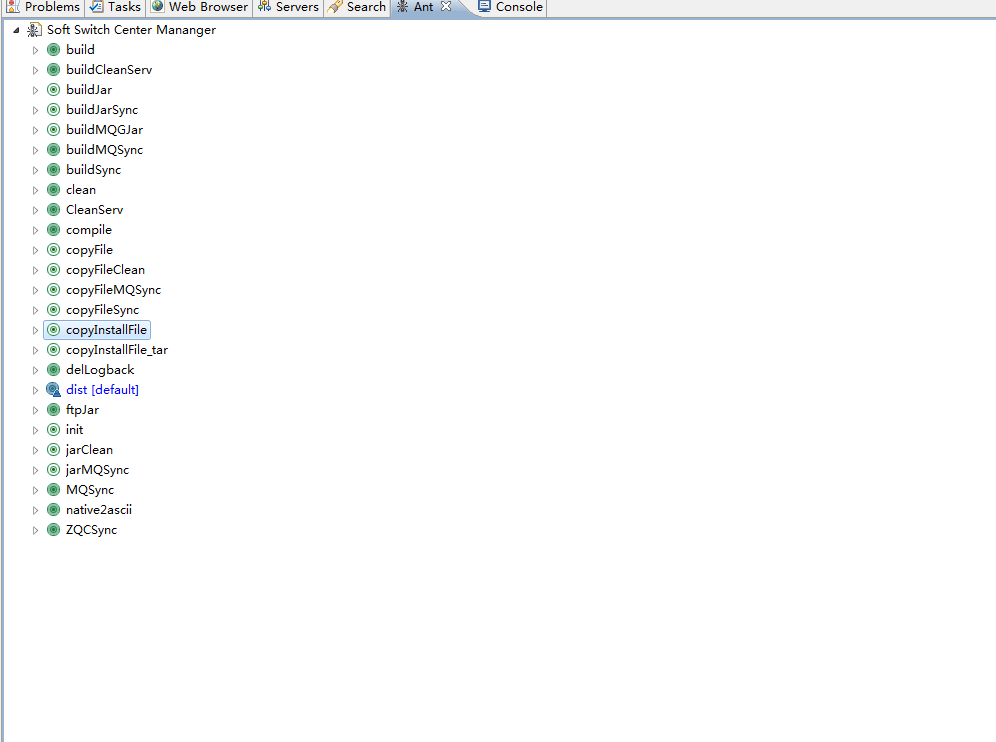 Problems Tasks Web Browser Servers Search Ant Console
Soft Switch Center Mananger
build
buildCleanServ
buildJar
buildJarSync
buildMQGJar
buildMQSync
buildSync
clean
CleanServ
compile
copyFile
copyFileClean
copyFileMQSync
copyFileSync
copyInstallFile
copyInstallFile_tar
delLogback
dist [default]
ftpJar
init
jarClean
jarMQSync
MQSync
native2ascii
ZQCSync